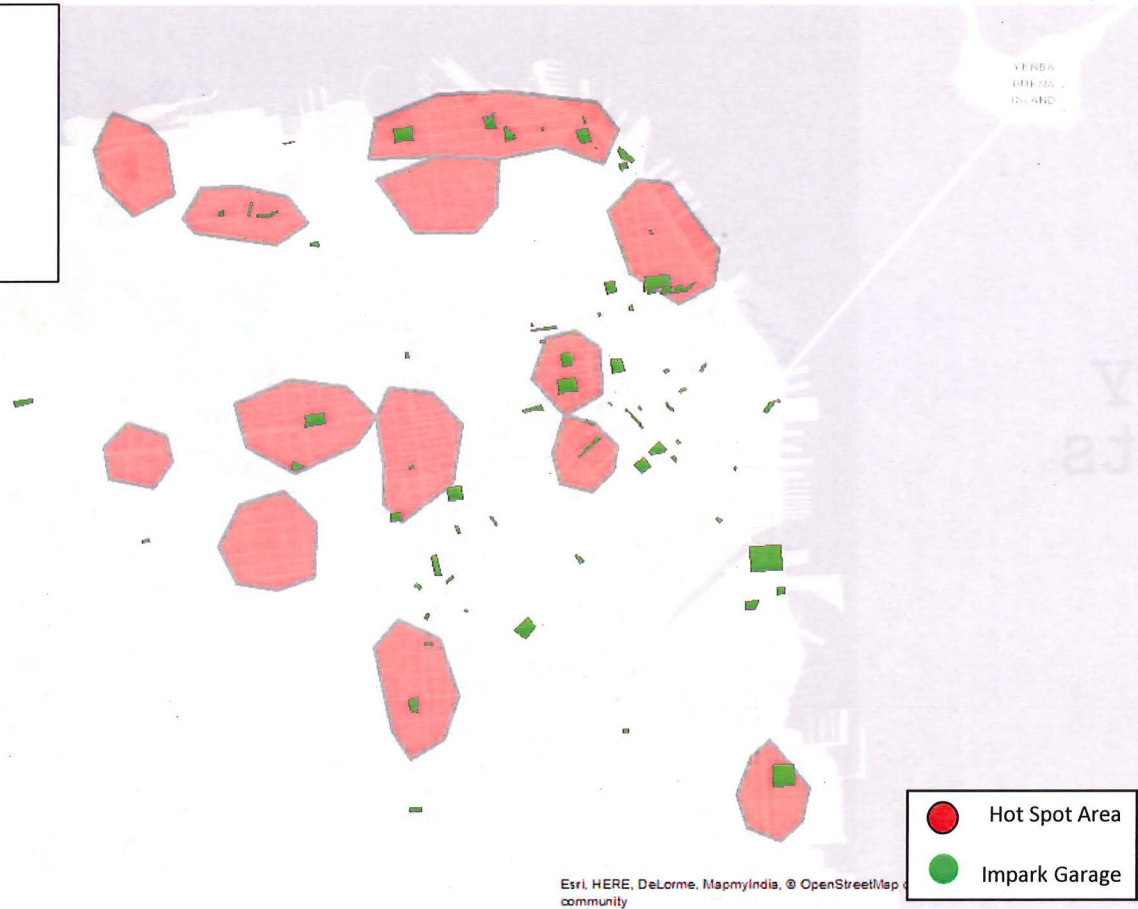 YERBA
BUENA
ISLAND
Hot Spot Area
Impark Garage
Esri, HERE, DeLorme, MapmyIndia, © OpenStreetMap
community